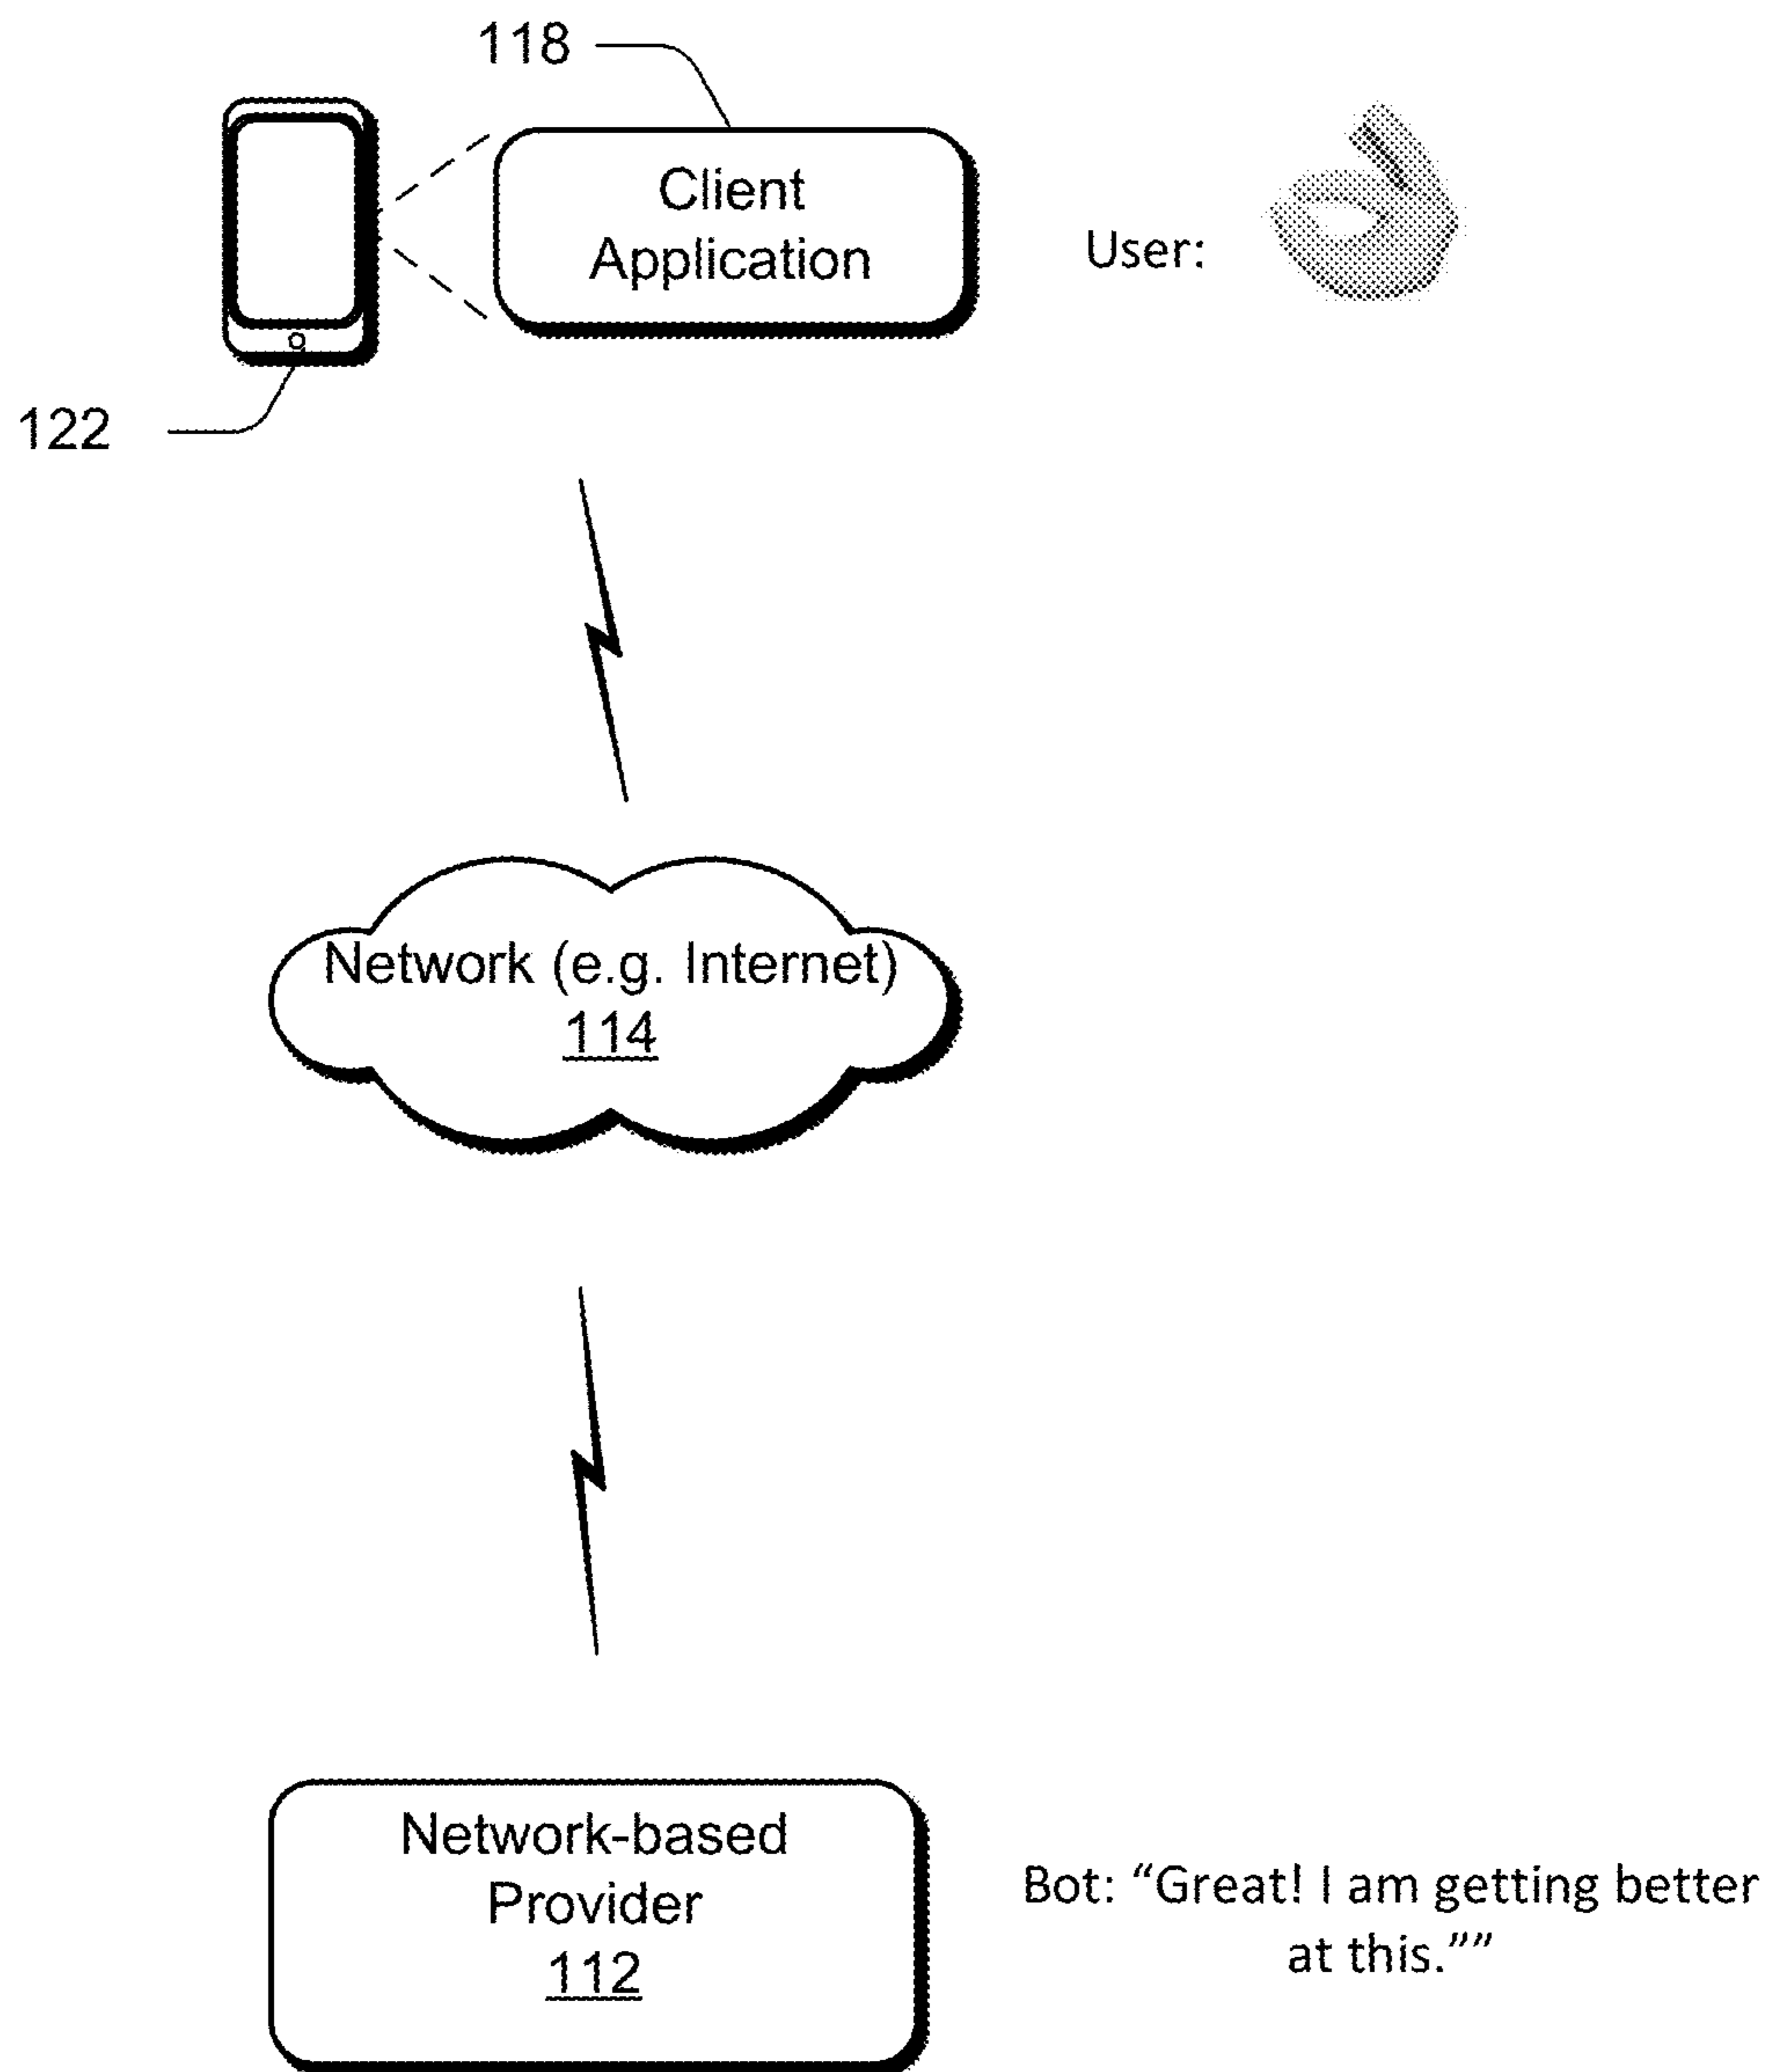 118
Client
Application
User:
122
Network (e.g. Internet)
114
Network-based
Provider
112
Bot: “Great! I am getting better
at this.””